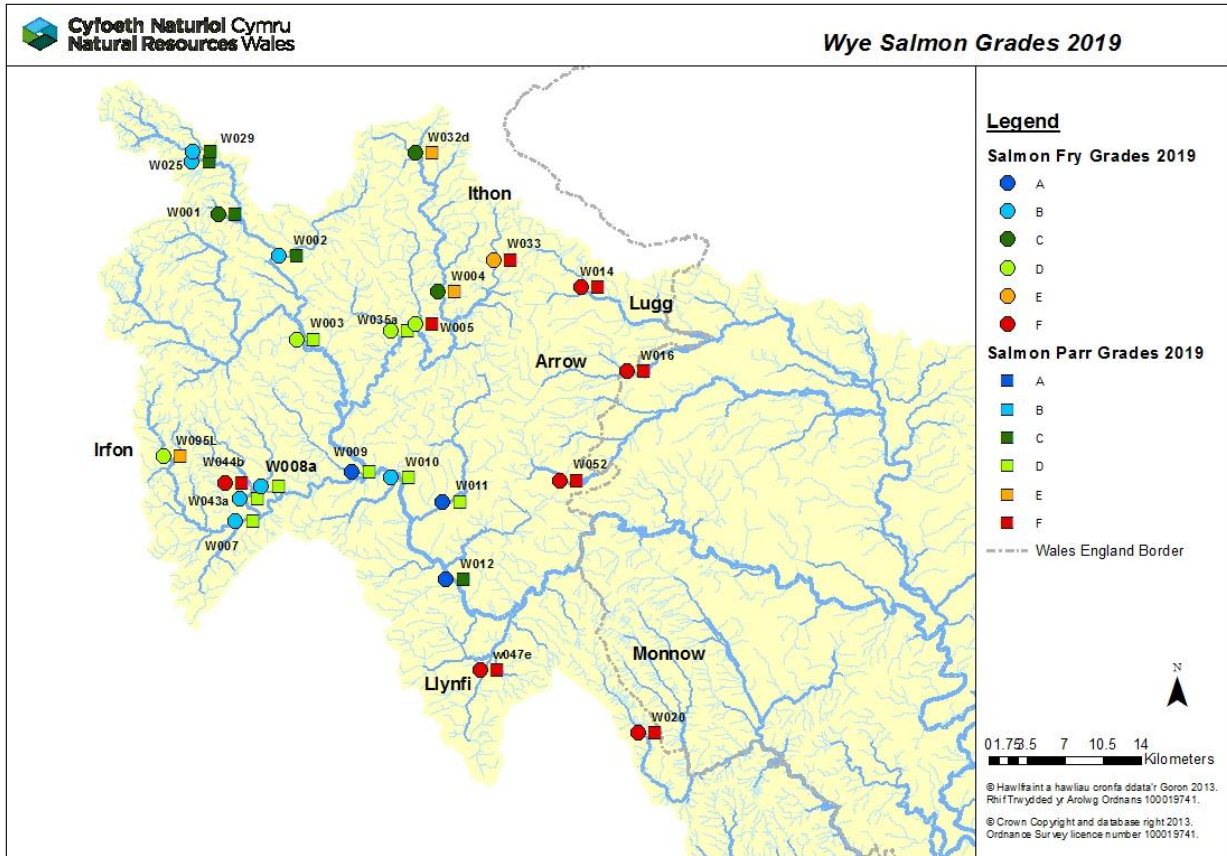 Cyfoeth Naturiol Cymru
Natural Resources Wales
Wye Salmon Grades 2019
W029
W025
W032d
Ithon
W001
W002
W033
W014
W004
Lugg
W003
W035a
W005
Arrow
W016
Irfon
W095L
W044b
W008a
W009
W010
W052
W043a
W011
W007
W012
Monnow
w047e
Llynfi
W020
Legend
Salmon Fry Grades 2019
A
B
C
D
E
F
Salmon Parr Grades 2019
A
B
C
D
E
F
Wales England Border
N
0 1.75 3.5 7 10.5 14
Kilometers
© Hawlfraint a hawliau cronfa ddata'r Goron 2013.
Rhif Trwydded yr Arolwg Ordnans 100019741.
© Crown Copyright and database right 2013.
Ordnance Survey licence number 100019741.